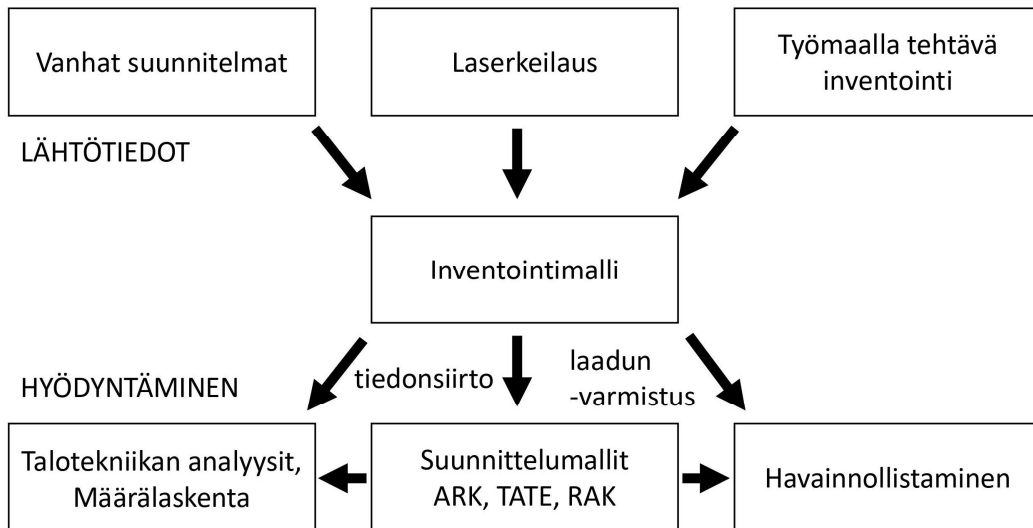 Vanhat suunnitelmat
Laserkeilaus
Työmaalla tehtävä
inventointi
LÄHTÖTIEDOT
Inventointimalli
HYÖDYNTÄMINEN
tiedonsiirto
laadun
-varmistus
Talotekniikan analyysit,
Määrälaskenta
Suunnittelumallit
ARK, TATE, RAK
Havainnollistaminen